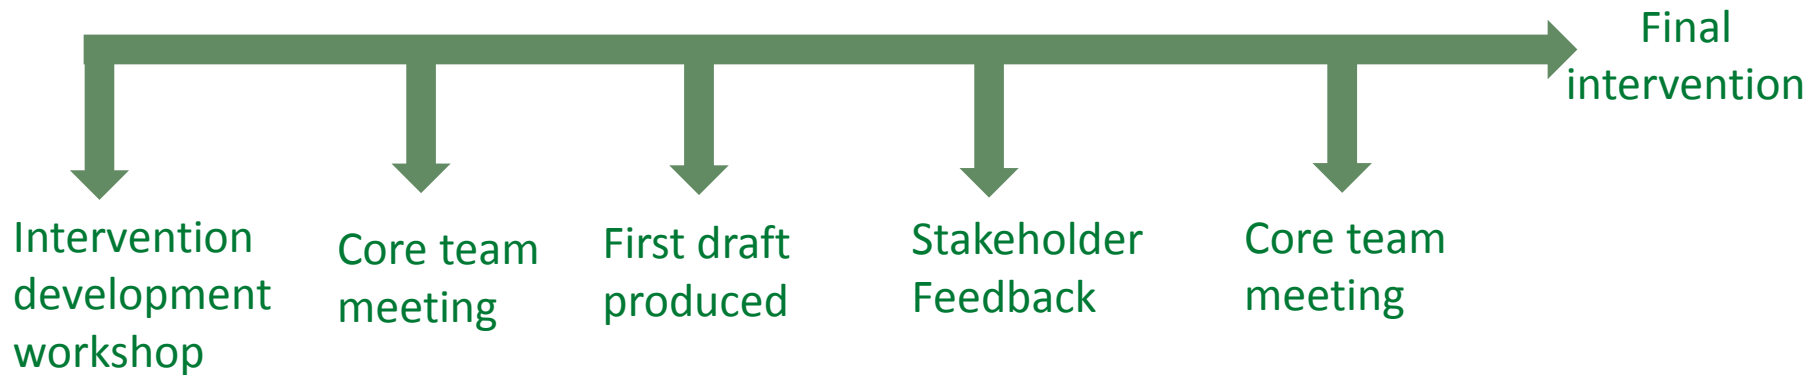 Intervention
development
workshop
Core team
meeting
First draft
produced
Stakeholder
Feedback
Core team
meeting
Final
intervention